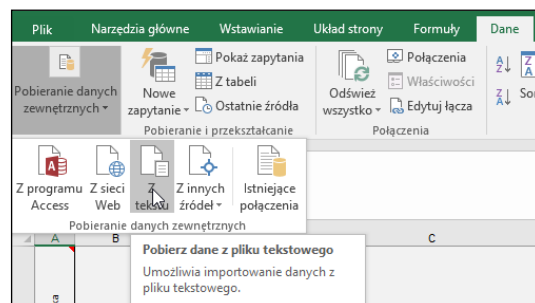 Plik Narzędzia główne Wstawianie Układ strony Formuły Dane
Pobieranie danych
zewnętrznych
Nowe
zapytanie
Pokaż zapytania
Z tabeli
Ostatnie źródła
Pobieranie i przekształcanie
Odśwież
wszystko
Połączenia
Właściwości
Edytuj łącza
Połączenia
Z programu
Access
Z sieci
Web
Z
tekstu
Z innych
źródeł
Istniejące
połączenia
Pobieranie danych zewnętrznych
A B C
Pobierz dane z pliku tekstowego
Umożliwia importowanie danych z
pliku tekstowego.